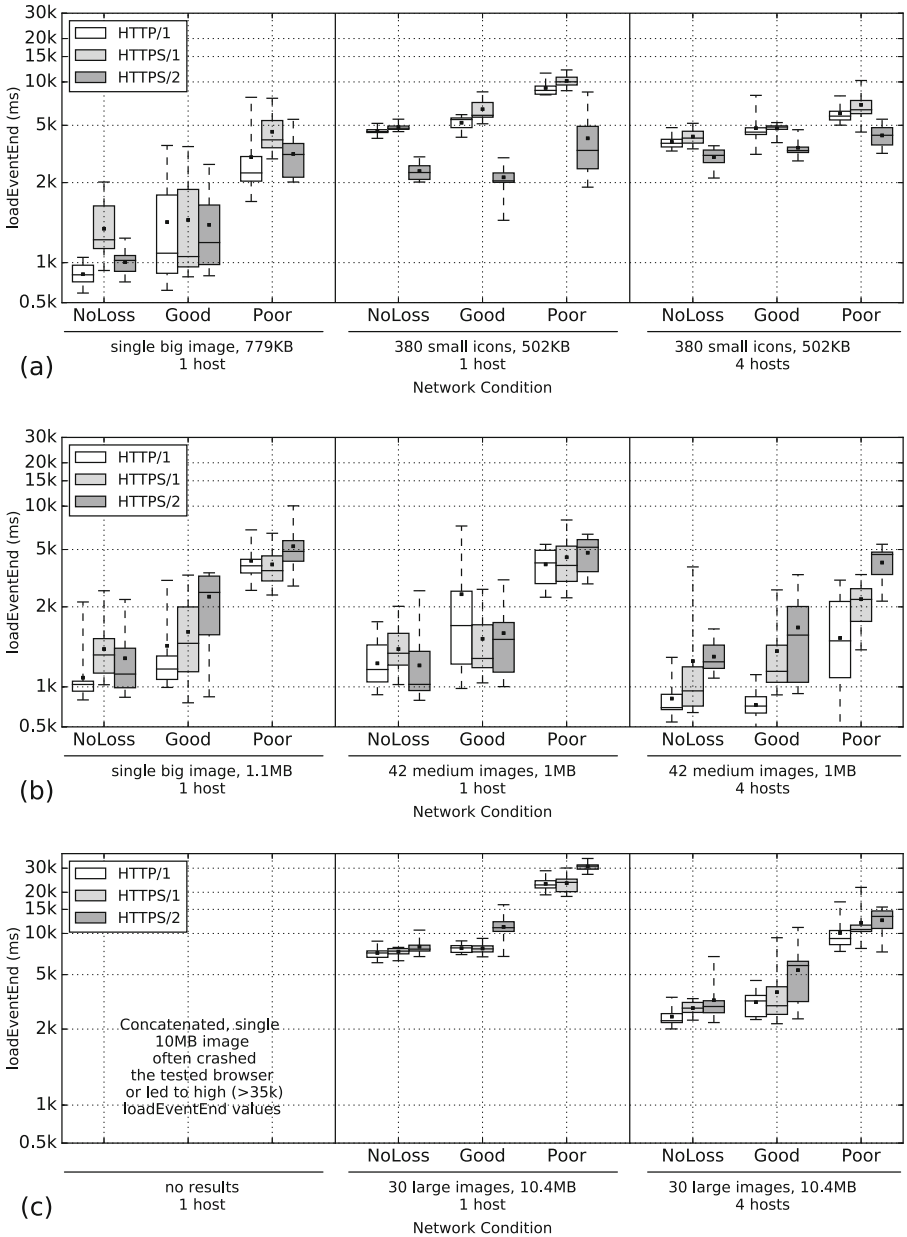 30k
20k
15k
10k
5k
2k
1k
0.5k
loadEventEnd (ms)
HTTP/1
HTTPS/1
HTTPS/2
NoLoss Good Poor NoLoss Good Poor NoLoss Good Poor
single big image, 779KB
1 host
380 small icons, 502KB
1 host
380 small icons, 502KB
4 hosts
(a)
Network Condition
30k
20k
15k
10k
5k
2k
1k
0.5k
loadEventEnd (ms)
HTTP/1
HTTPS/1
HTTPS/2
NoLoss Good Poor NoLoss Good Poor NoLoss Good Poor
single big image, 1.1MB
1 host
42 medium images, 1MB
1 host
42 medium images, 1MB
4 hosts
(b)
Network Condition
30k
20k
15k
10k
5k
2k
1k
0.5k
loadEventEnd (ms)
HTTP/1
HTTPS/1
HTTPS/2
Concatenated, single
10MB image
often crashed
the tested browser
or led to high (>35k)
loadEventEnd values
NoLoss Good Poor NoLoss Good Poor
no results
1 host
30 large images, 10.4MB
1 host
30 large images, 10.4MB
4 hosts
(c)
Network Condition